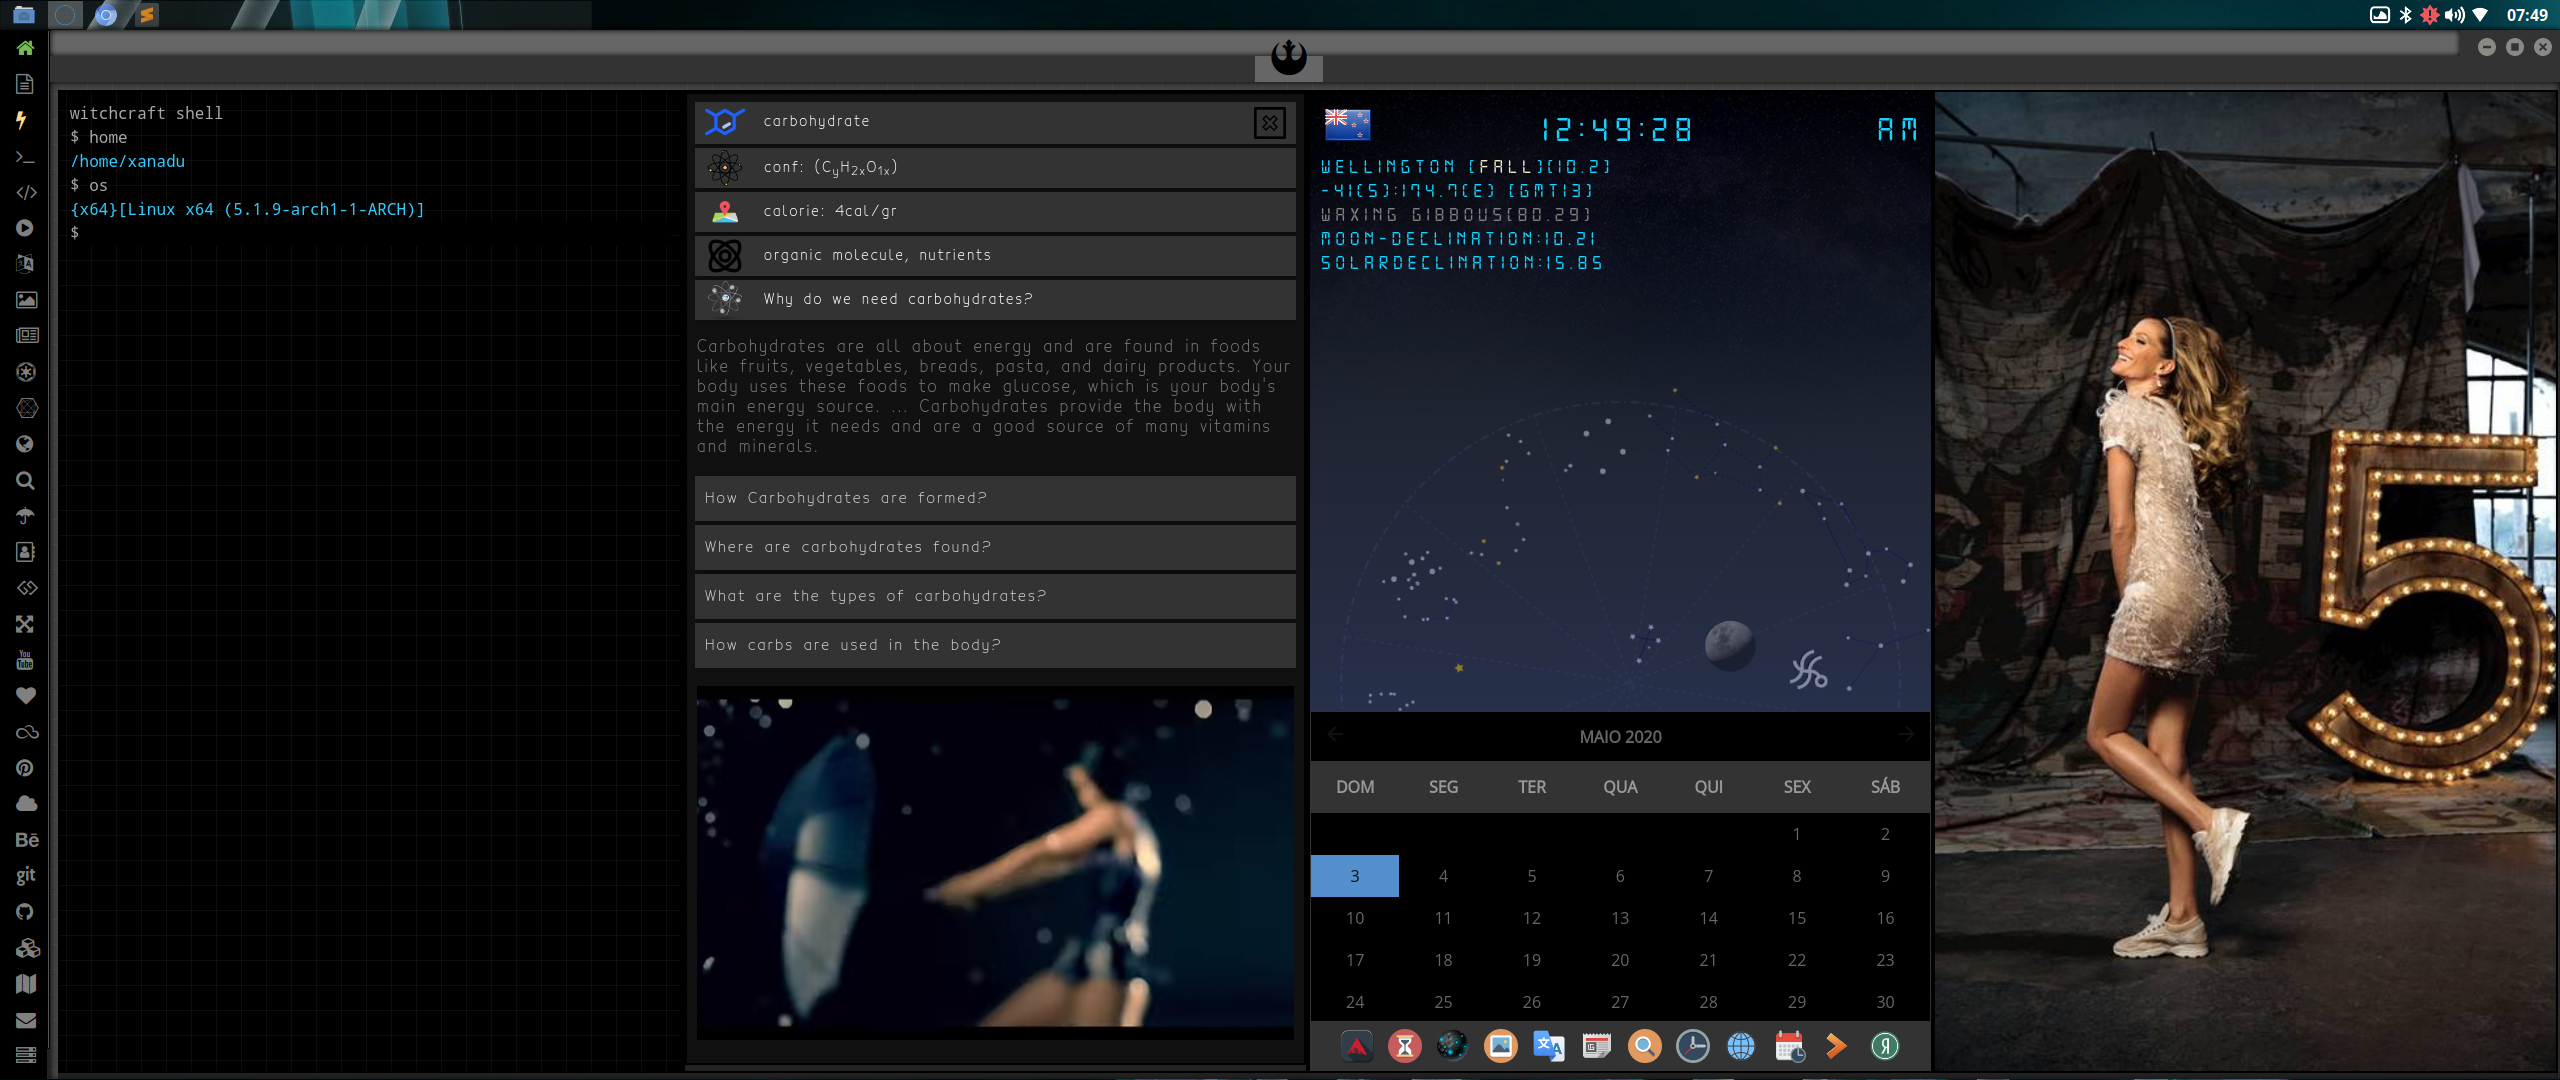 07:49
witchcraft shell
$ home
/home/xanadu
$ os
{x64}[Linux x64 (5.1.9-arch1-1-ARCH)]
$
carbohydrate
conf: (CyH2xO1x)
calorie: 4cal/gr
organic molecule, nutrients
Why do we need carbohydrates?
Carbohydrates are all about energy and are found in foods
like fruits, vegetables, breads, pasta, and dairy products. Your
body uses these foods to make glucose, which is your body's
main energy source. ... Carbohydrates provide the body with
the energy it needs and are a good source of many vitamins
and minerals.
How Carbohydrates are formed?
Where are carbohydrates found?
What are the types of carbohydrates?
How carbs are used in the body?
12:49:28 AM
WELLINGTON [FALL][10.2]
-41(S):174.7(E) [GMT13]
WAXING GIBBOUS[80.29]
MOON-DECLINATION:10.21
SOLARDECLINATION:15.85
MAIO 2020
DOM SEG TER QUA QUI SEX SÁB
1 2
3 4 5 6 7 8 9
10 11 12 13 14 15 16
17 18 19 20 21 22 23
24 25 26 27 28 29 30
You
Tube
Bē
git
5